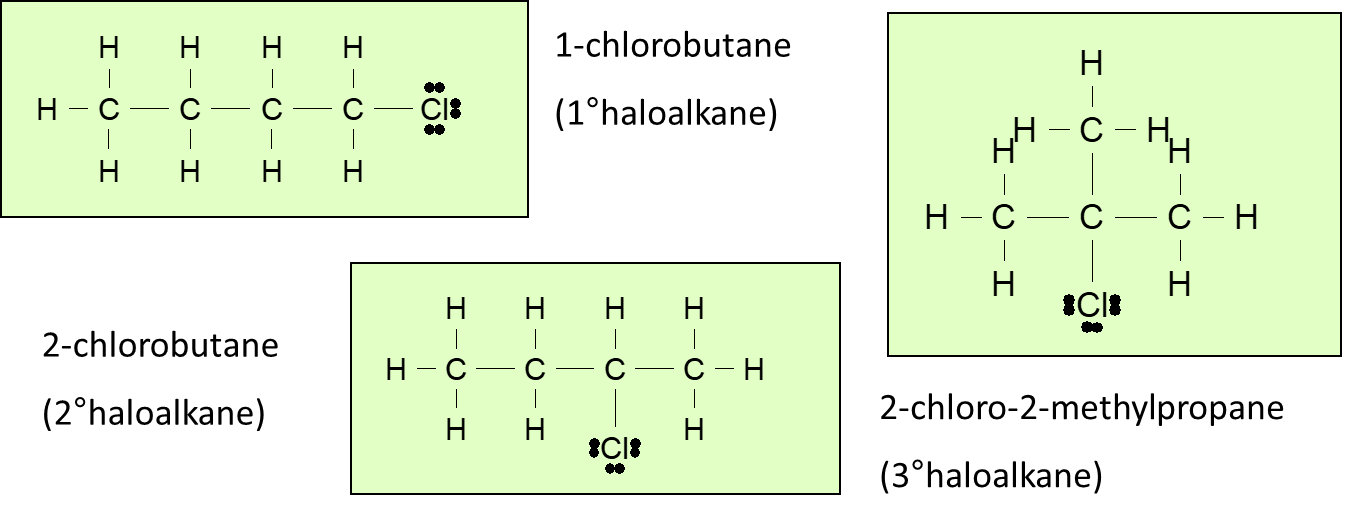 H H H H
H C C C C Cl
H H H H
1-chlorobutane
(1°haloalkane)
H
H C H
H H
H C C C H
H H
Cl
2-chlorobutane
(2°haloalkane)
H H H H
H C C C C H
H H H
Cl
2-chloro-2-methylpropane
(3°haloalkane)